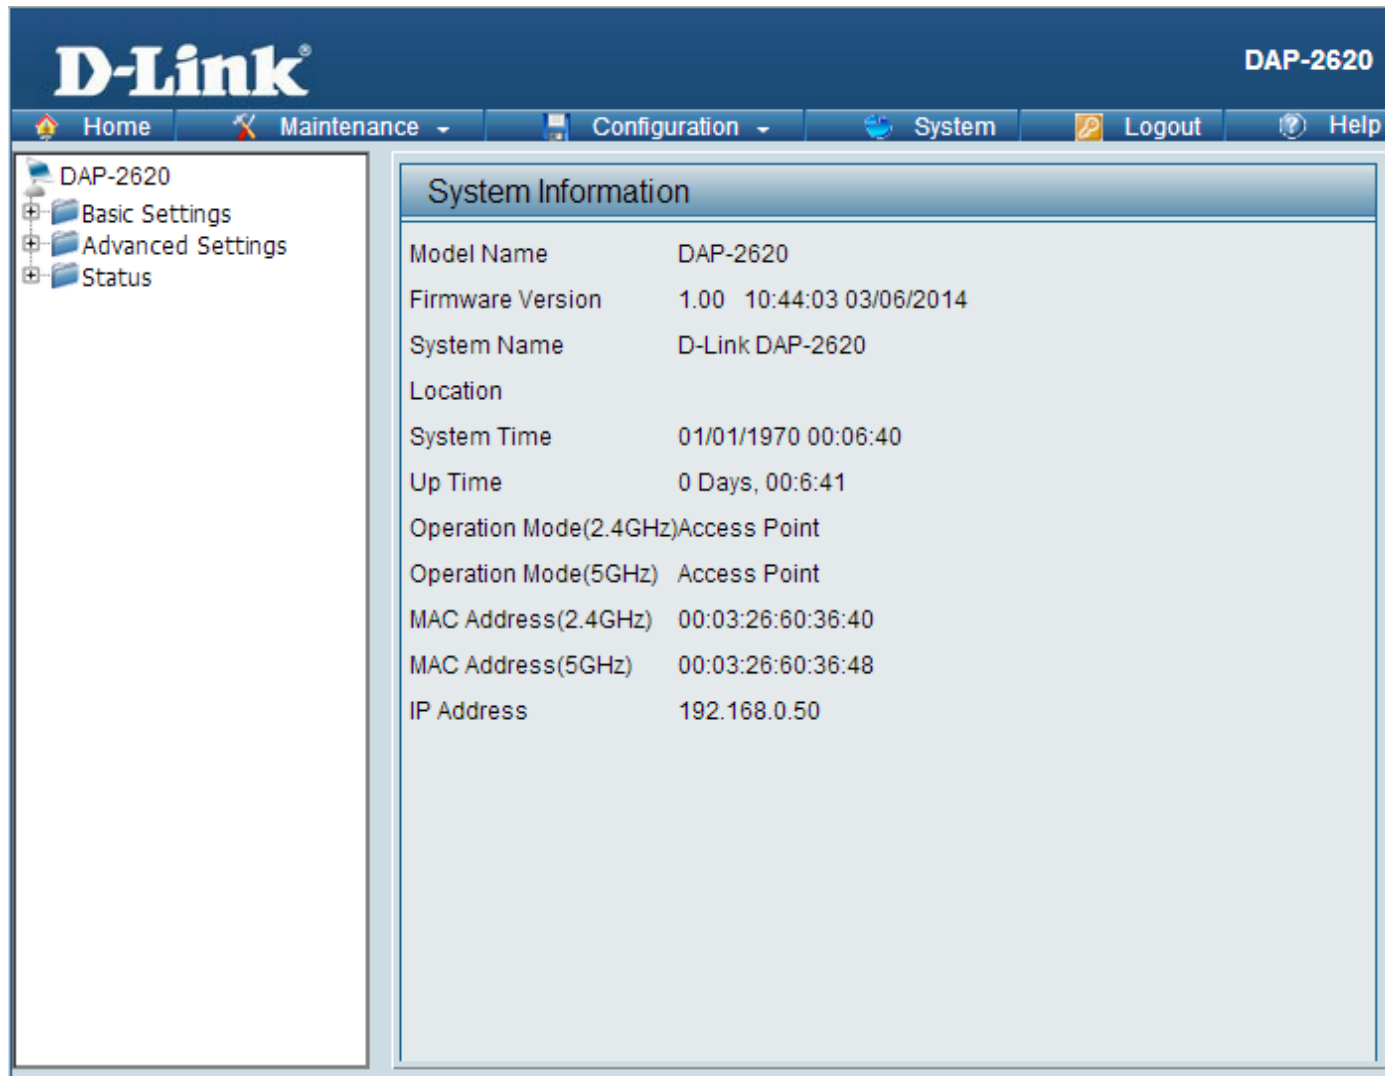 D-Link®
DAP-2620
Home Maintenance Configuration System Logout Help
DAP-2620
Basic Settings
Advanced Settings
Status
System Information
Model Name DAP-2620
Firmware Version 1.00 10:44:03 03/06/2014
System Name D-Link DAP-2620
Location
System Time 01/01/1970 00:06:40
Up Time 0 Days, 00:6:41
Operation Mode(2.4GHz)Access Point
Operation Mode(5GHz) Access Point
MAC Address(2.4GHz) 00:03:26:60:36:40
MAC Address(5GHz) 00:03:26:60:36:48
IP Address 192.168.0.50